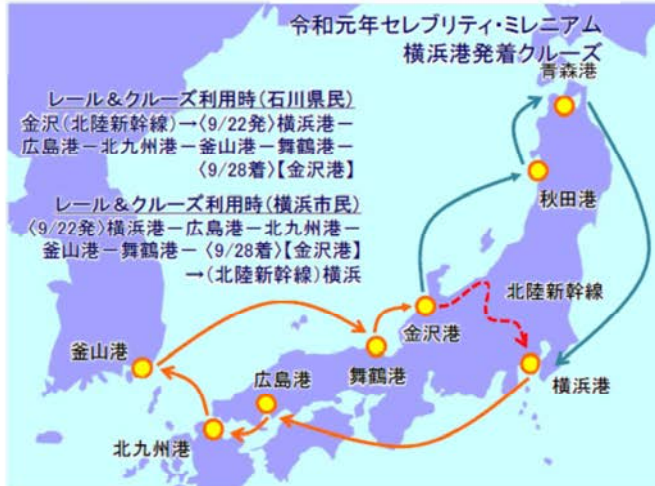 令和元年セレブリティ・ミレニアム
横浜港発着クルーズ
レール&クルーズ利用時(石川県民)
金沢(北陸新幹線)→〈9/22発〉横浜港－
広島港－北九州港－釜山港－舞鶴港－
〈9/28着〉【金沢港】
レール&クルーズ利用時(横浜市民)
〈9/22発〉横浜港－広島港－北九州港－
釜山港－舞鶴港－〈9/28着〉【金沢港】
→(北陸新幹線)横浜
青森港
秋田港
北陸新幹線
金沢港
釜山港
舞鶴港
広島港
横浜港
北九州港